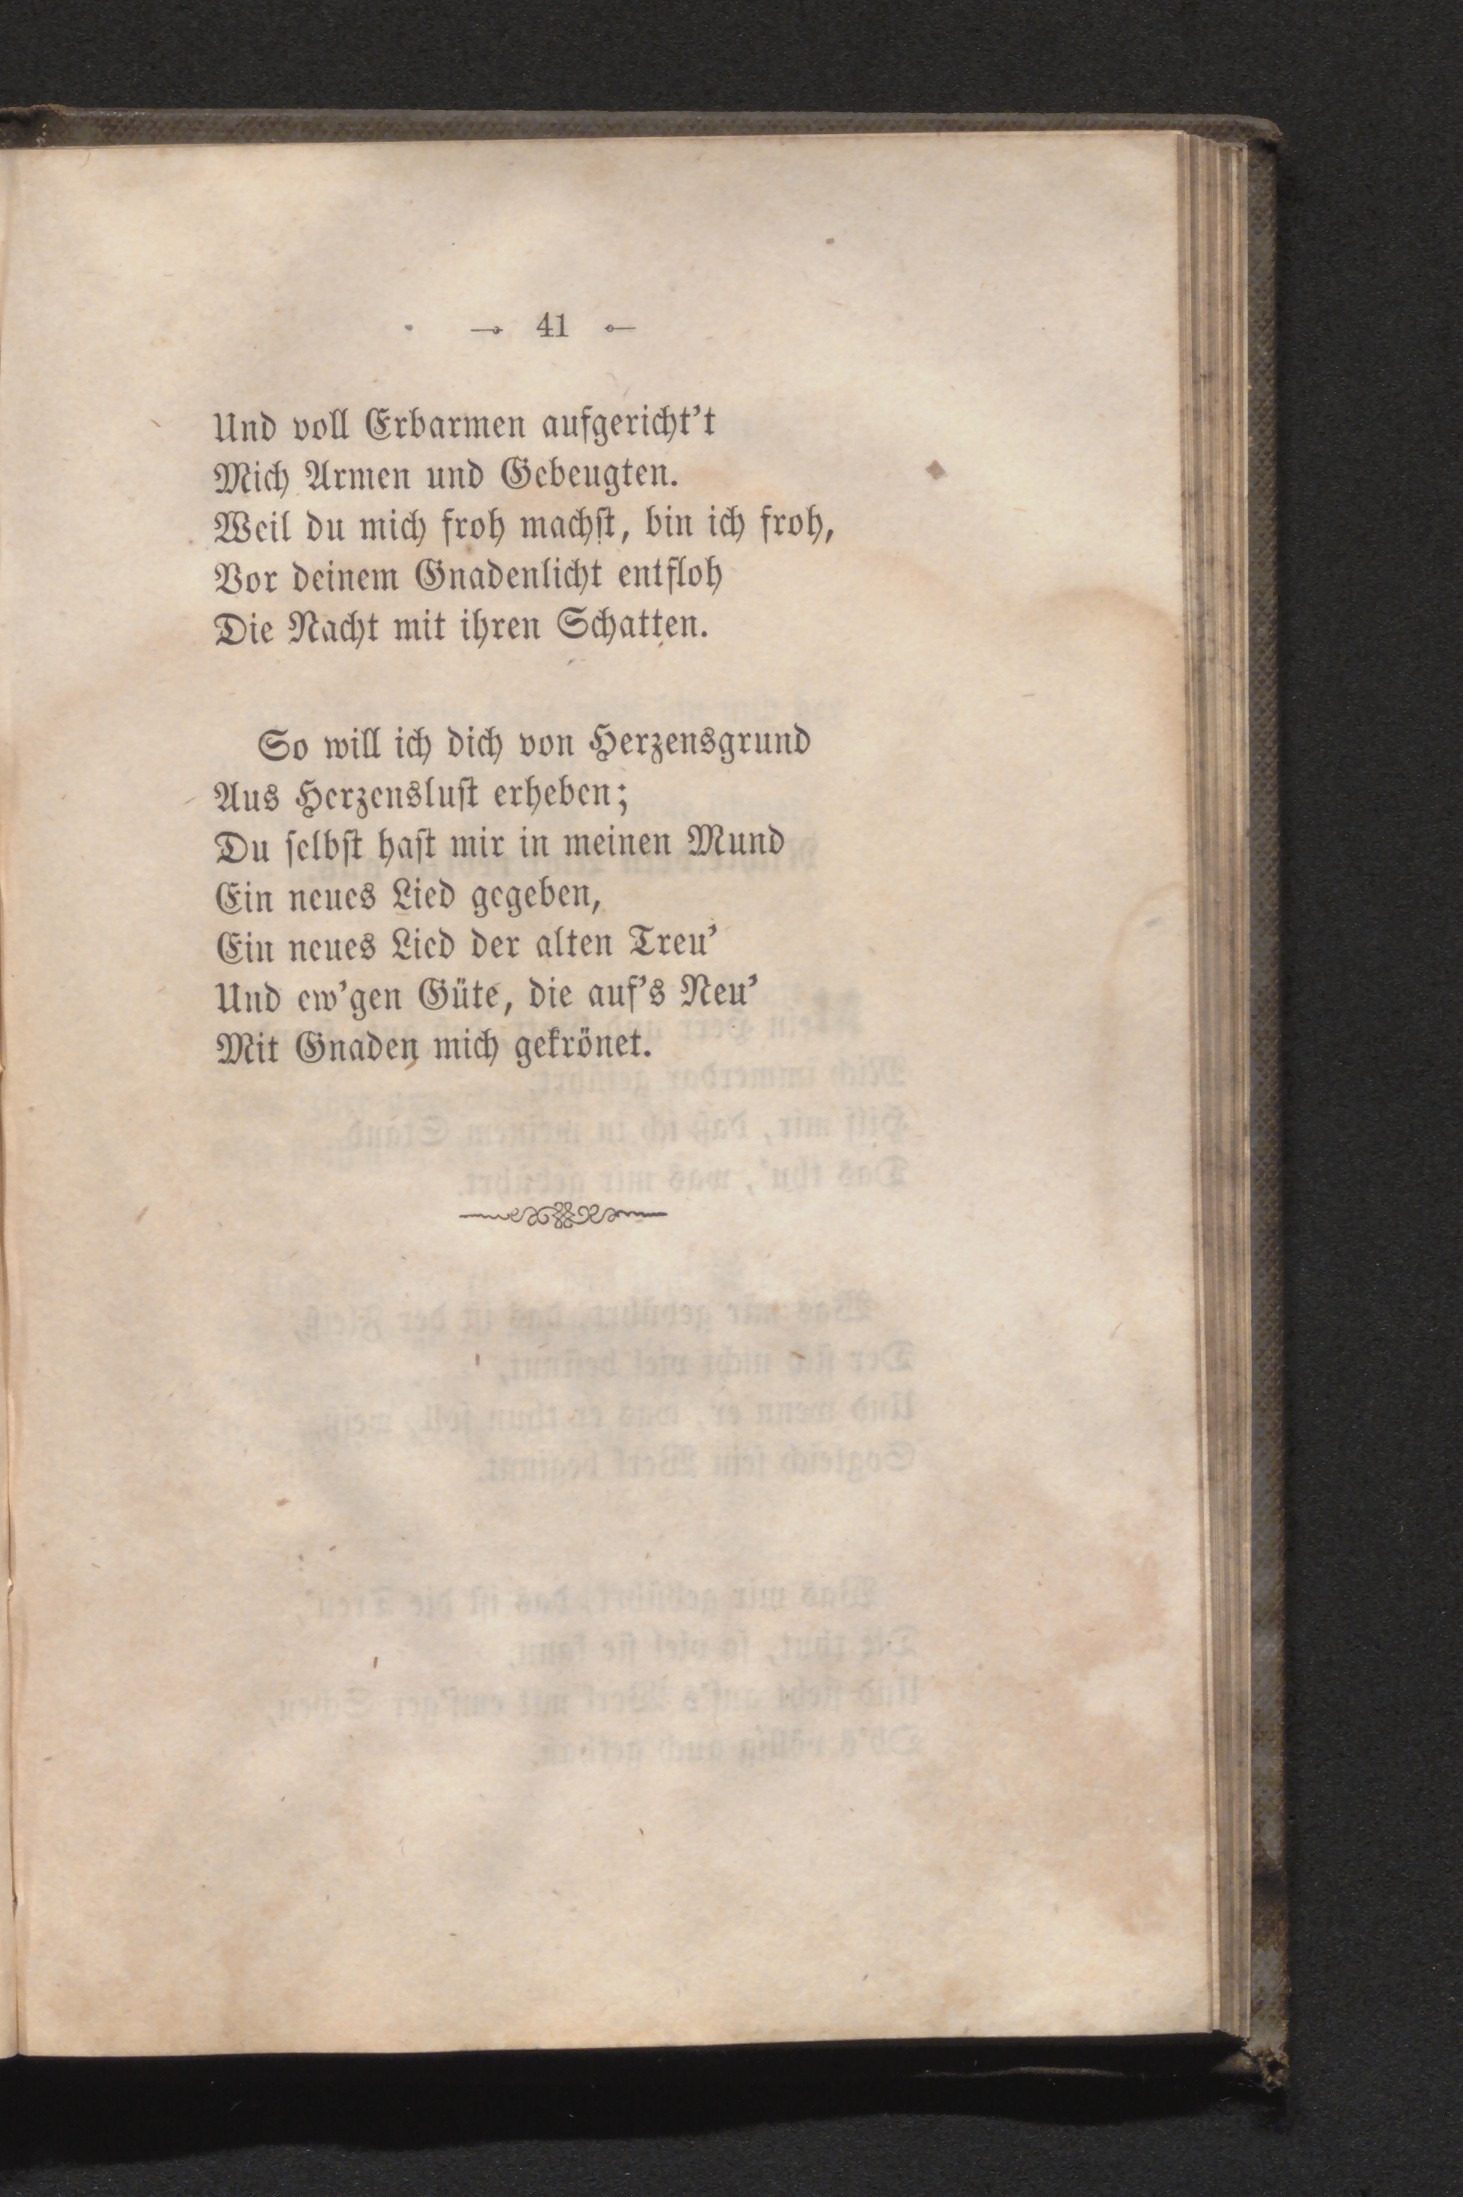 41
Und voll Erbarmen aufgericht't
Mich Armen und Gebeugten.
Weil du mich froh machst, bin ich froh,
Vor deinem Gnadenlicht entfloh
Die Nacht mit ihren Schatten.
So will ich dich von Herzensgrund
Aus Herzenslust erheben;
Du selbst hast mir in meinen Mund
Ein neues Lied gegeben,
Ein neues Lied der alten Treu'
Und ew'gen Güte, die auf's Neu'
Mit Gnaden mich gekrönet.